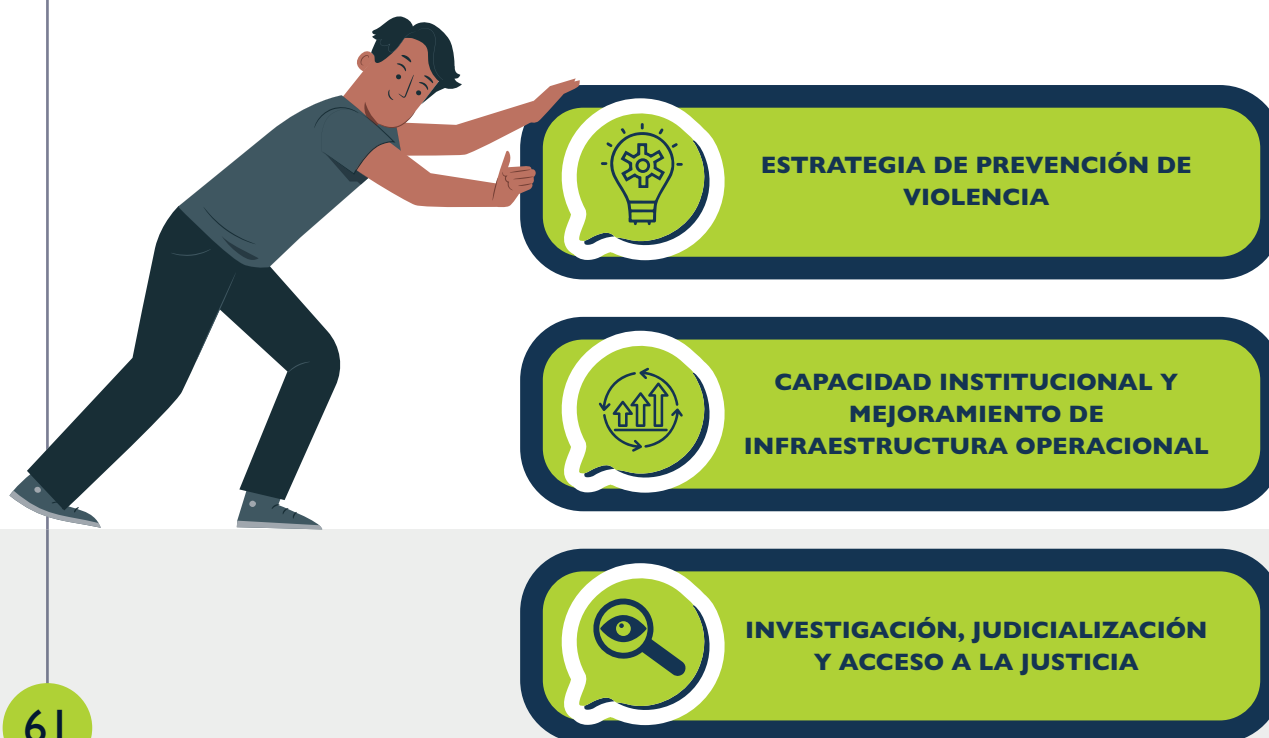 ESTRATEGIA DE PREVENCIÓN DE
VIOLENCIA
CAPACIDAD INSTITUCIONAL Y
MEJORAMIENTO DE
INFRAESTRUCTURA OPERACIONAL
INVESTIGACIÓN, JUDICIALIZACIÓN
Y ACCESO A LA JUSTICIA
61